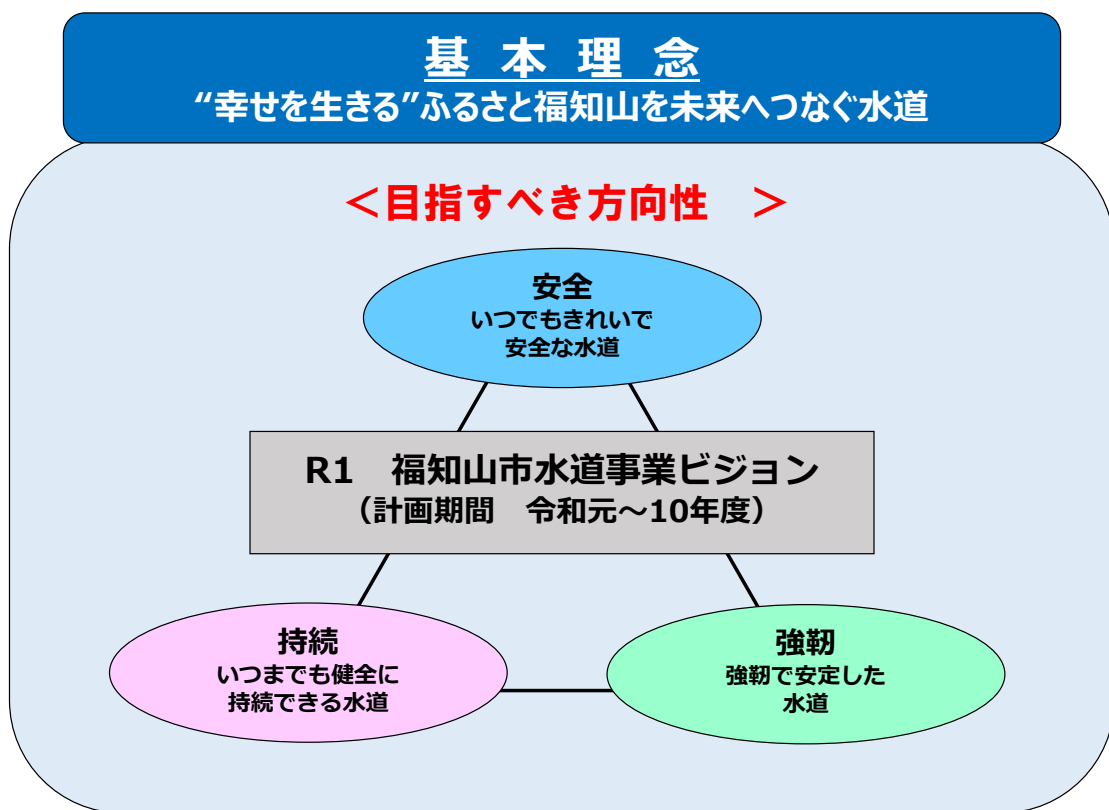 基 本 理 念
“幸せを生きる”ふるさと福知山を未来へつなぐ水道
＜目指すべき方向性　＞
安全
いつでもきれいで
安全な水道
R1　福知山市水道事業ビジョン
（計画期間　令和元～10年度）
持続
いつまでも健全に
持続できる水道
強靭
強靭で安定した
水道